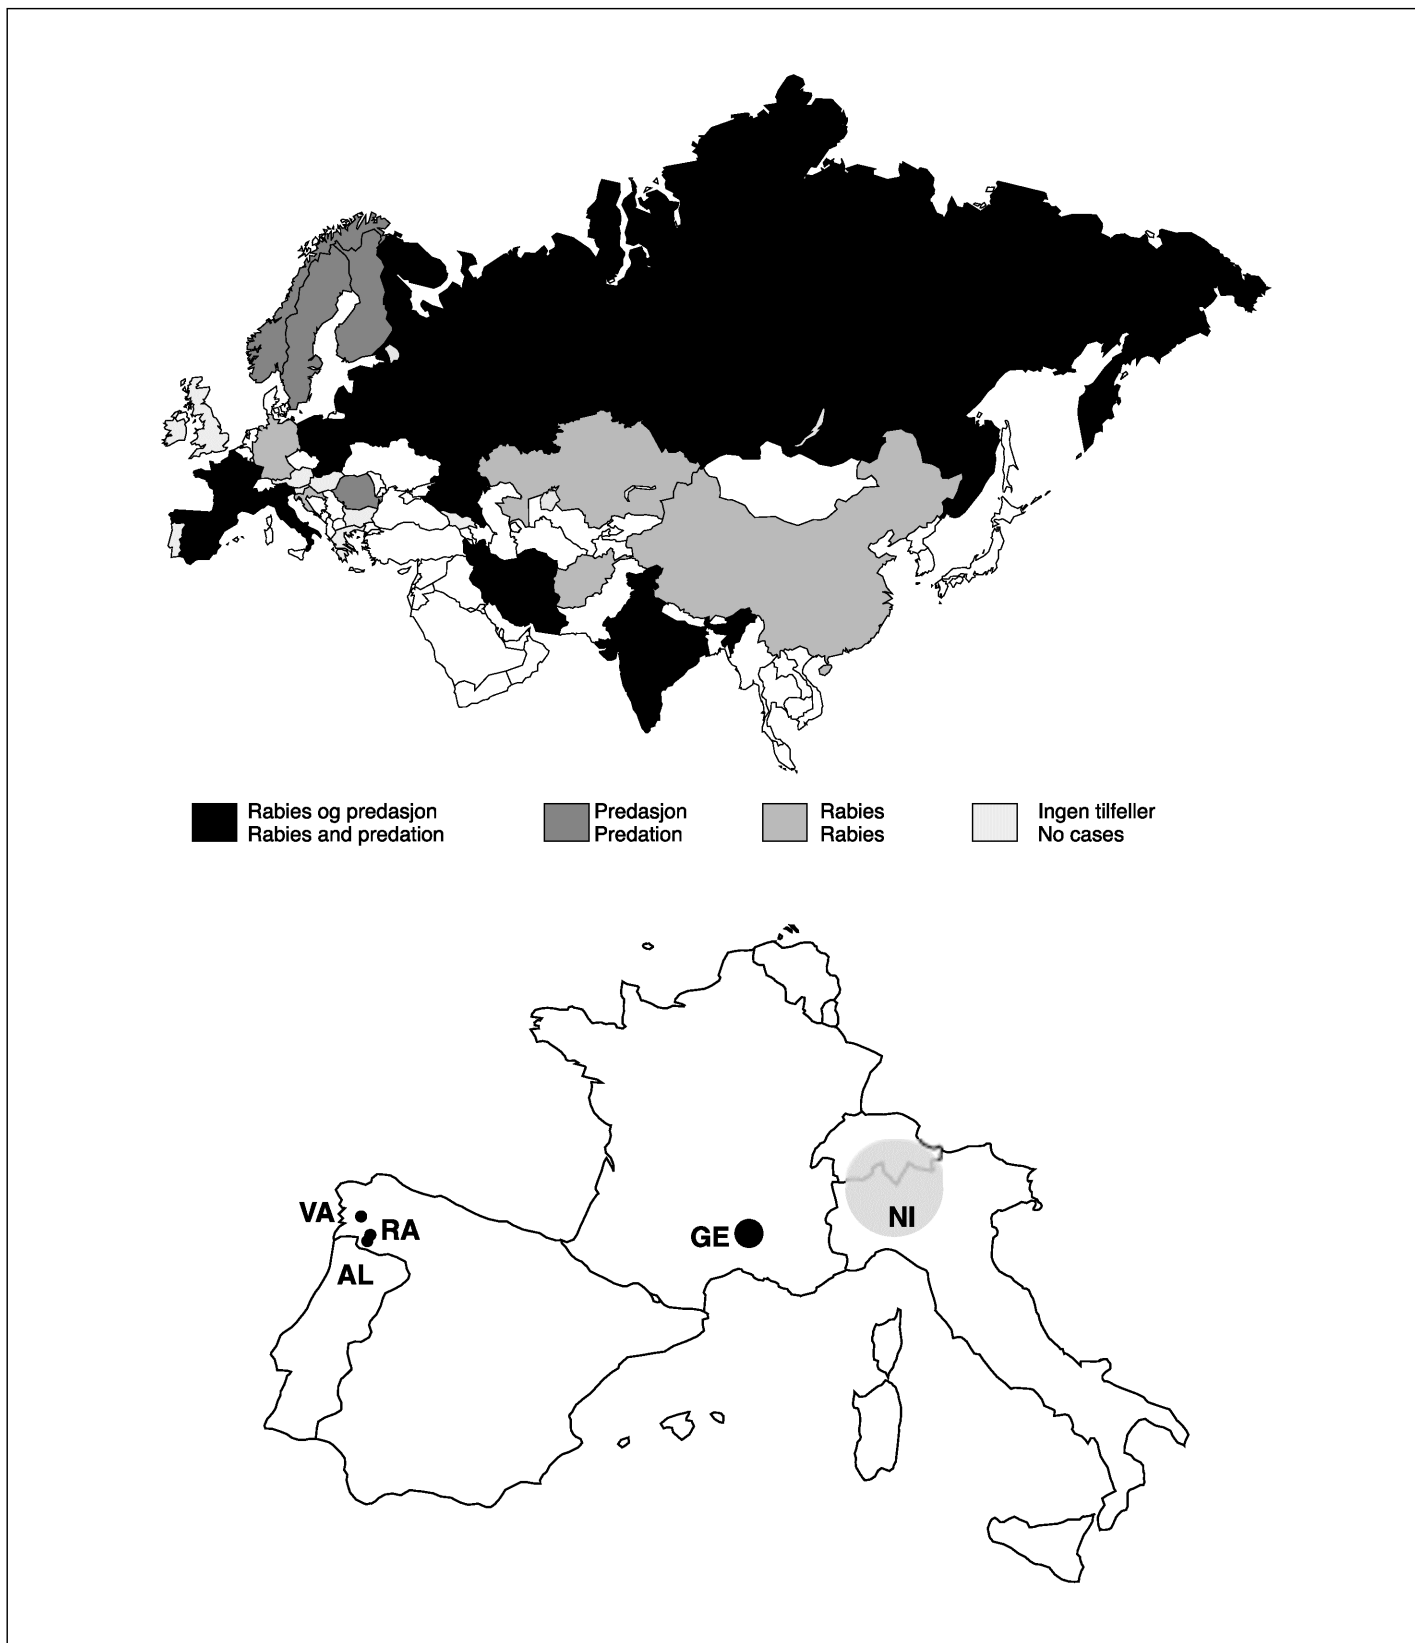 Rabies og predasjon
Rabies and predation
Predasjon
Predation
Rabies
Rabies
Ingen tilfeller
No cases
VA
RA
AL
GE
NI